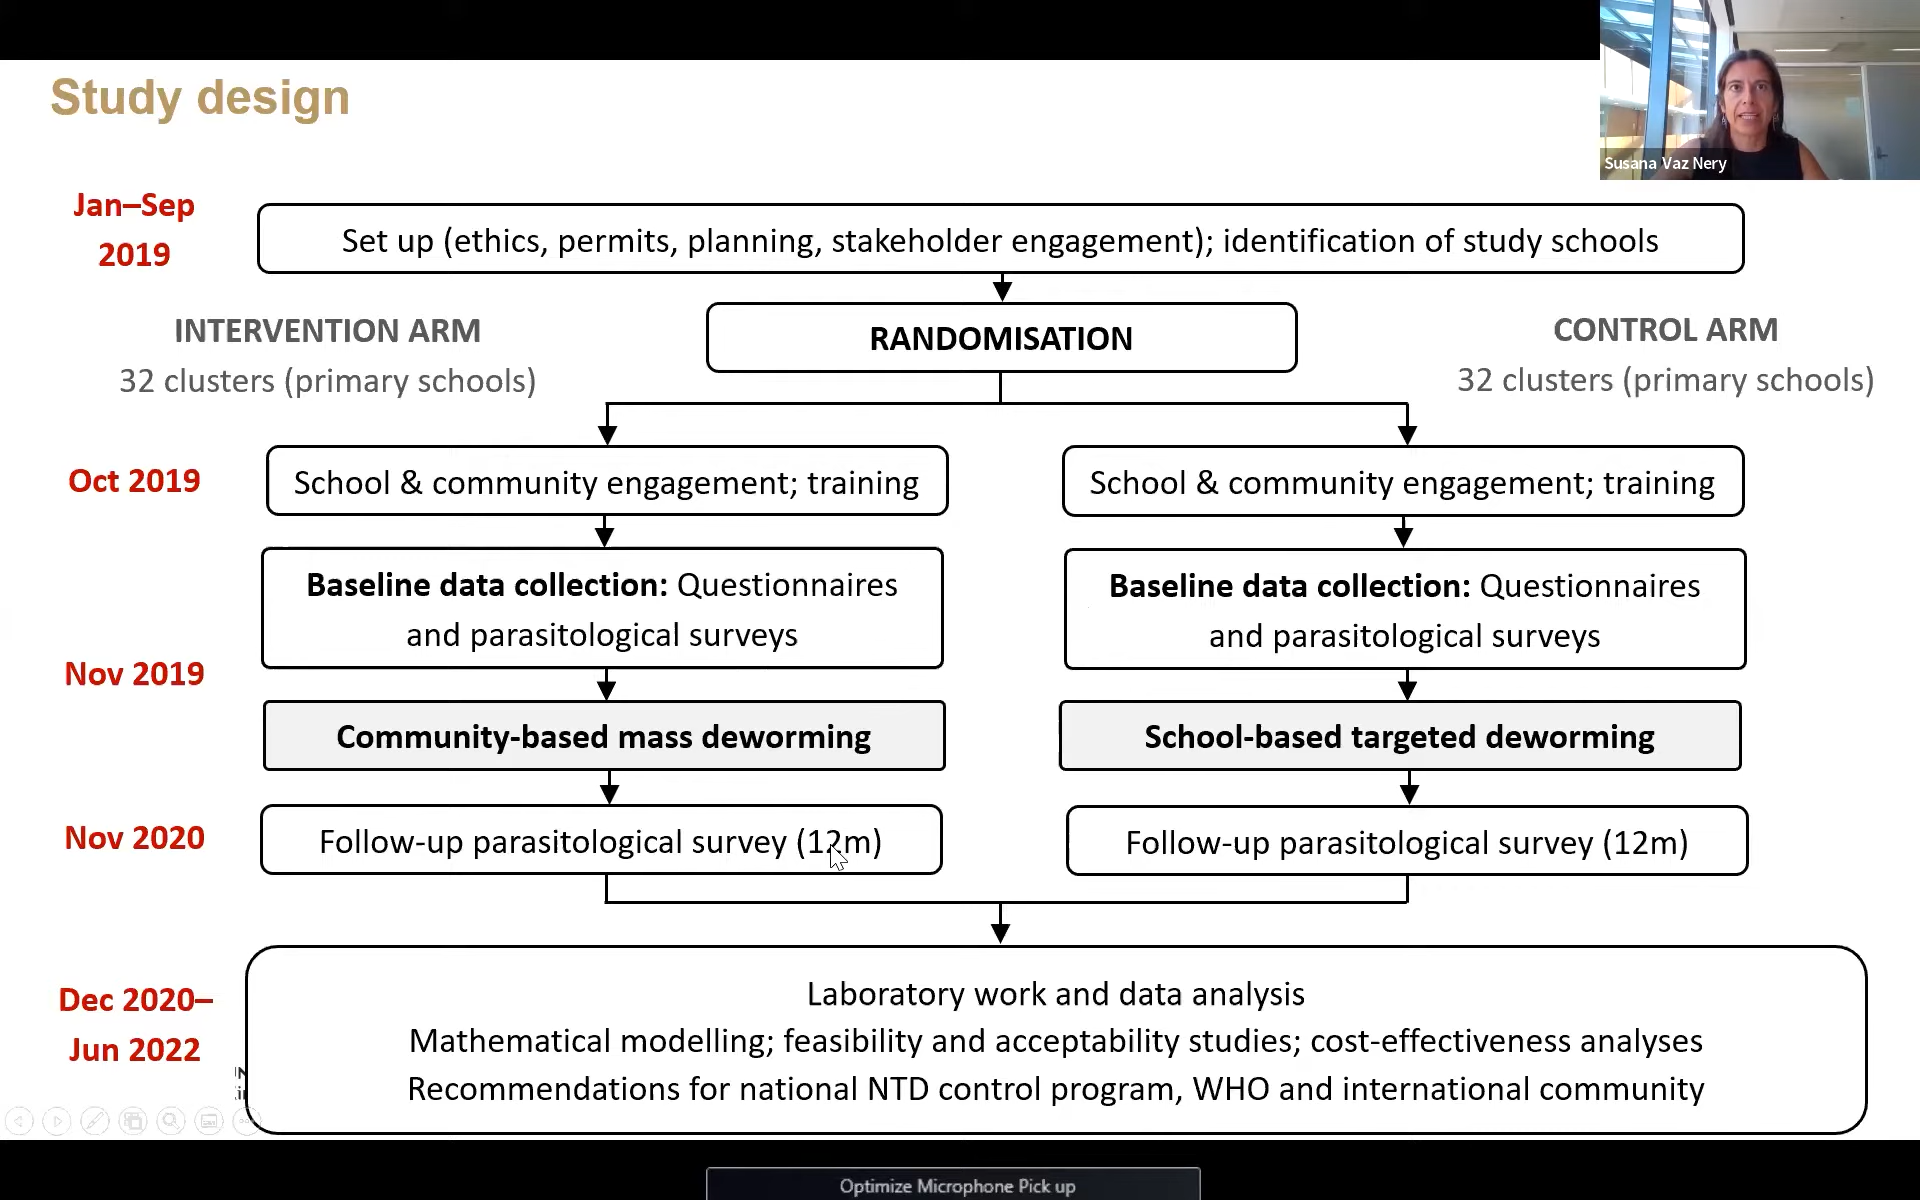 Study design
Susana Vaz Nery
Jan–Sep
2019
Set up (ethics, permits, planning, stakeholder engagement); identification of study schools
INTERVENTION ARM
32 clusters (primary schools)
RANDOMISATION
CONTROL ARM
32 clusters (primary schools)
Oct 2019
School & community engagement; training
School & community engagement; training
Baseline data collection: Questionnaires
and parasitological surveys
Baseline data collection: Questionnaires
and parasitological surveys
Nov 2019
Community-based mass deworming
School-based targeted deworming
Nov 2020
Follow-up parasitological survey (12m)
Follow-up parasitological survey (12m)
Dec 2020–
Jun 2022
Laboratory work and data analysis
Mathematical modelling; feasibility and acceptability studies; cost-effectiveness analyses
Recommendations for national NTD control program, WHO and international community
Optimize Microphone Pick up